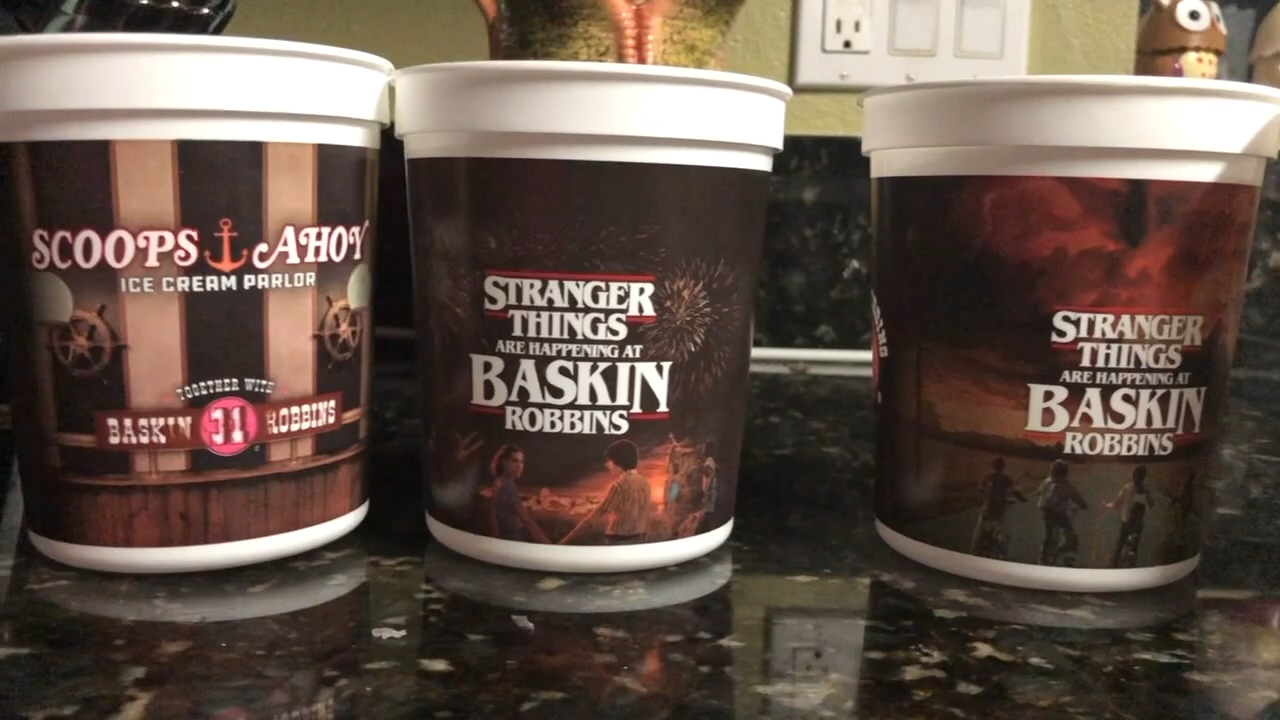 SCOOPS AHOY
ICE CREAM PARLOR
TOGETHER WITH
BASKIN 31 ROBBINS
STRANGER
THINGS
ARE HAPPENING AT
BASKIN
ROBBINS
STRANGER
THINGS
ARE HAPPENING AT
BASKIN
ROBBINS